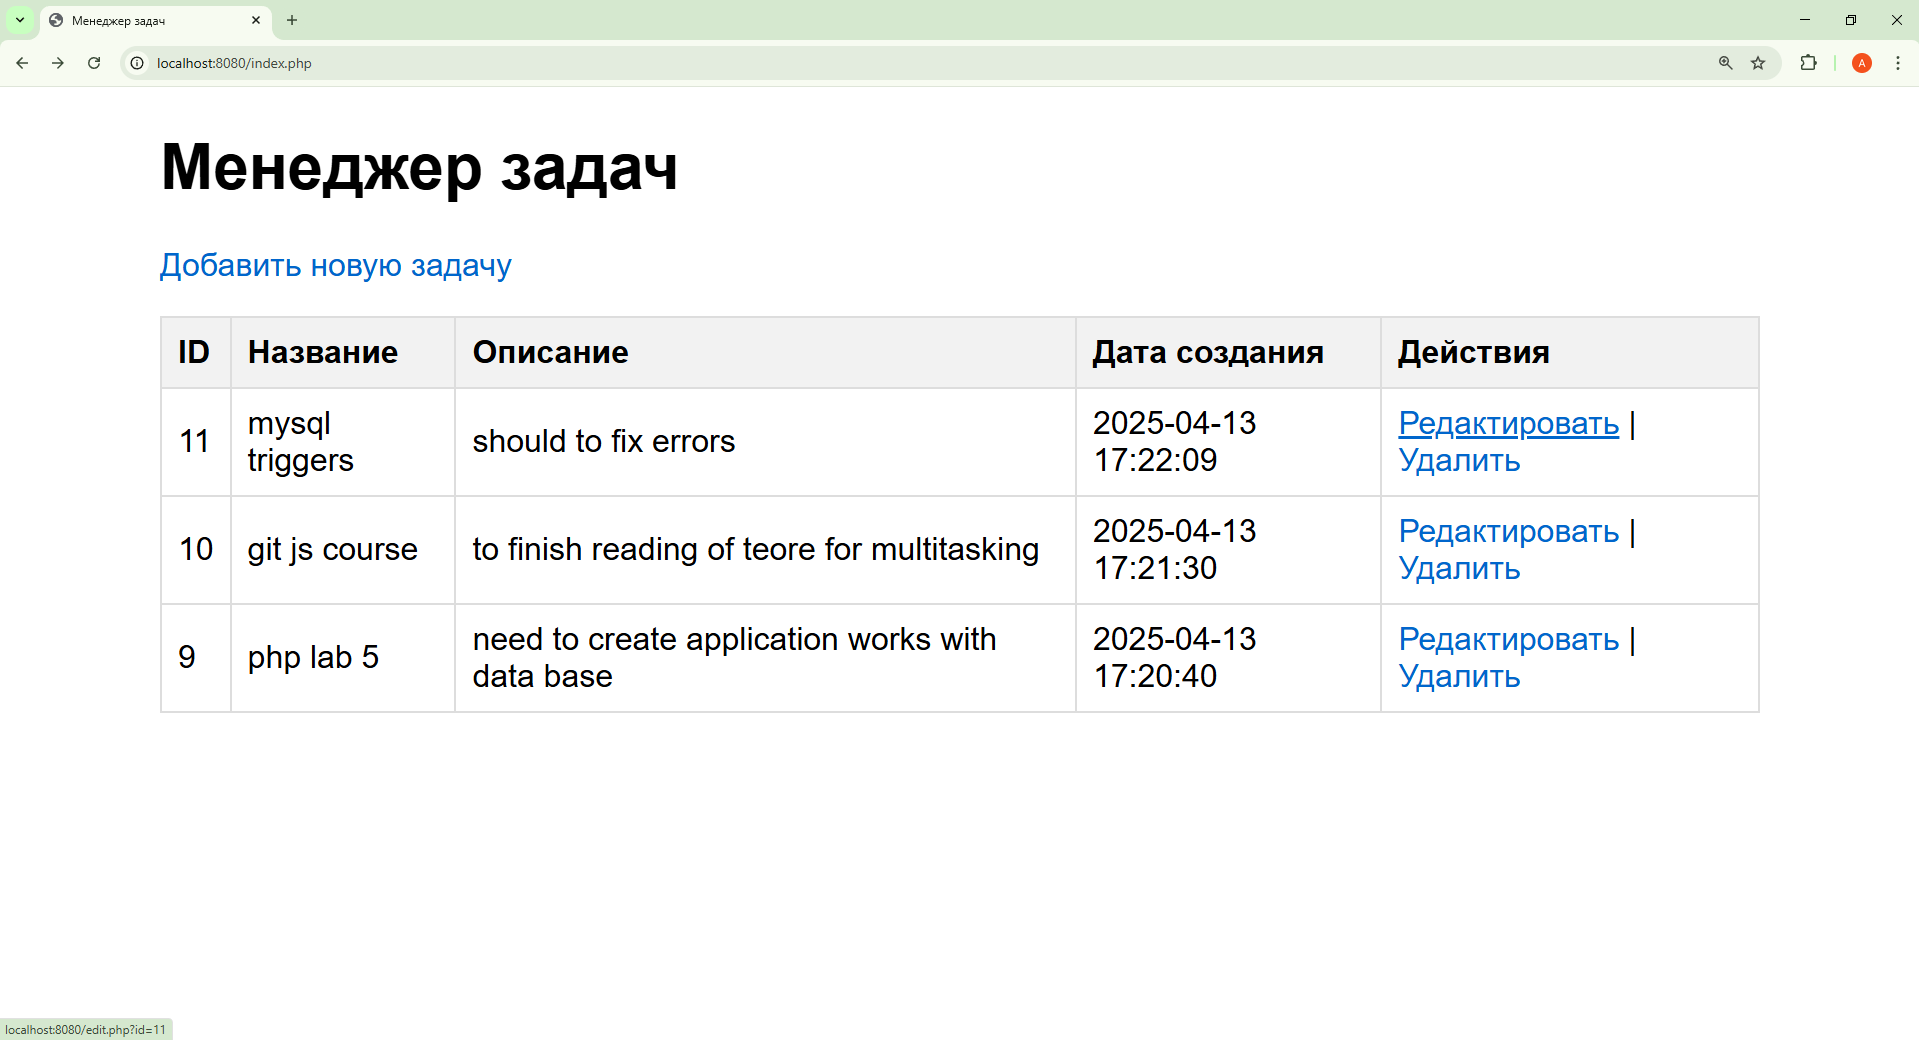 Менеджер задач
localhost:8080/index.php
A
Менеджер задач
Добавить новую задачу
ID Название Описание Дата создания Действия
11 mysql triggers should to fix errors 2025-04-13 17:22:09 Редактировать | Удалить
10 git js course to finish reading of teore for multitasking 2025-04-13 17:21:30 Редактировать | Удалить
9 php lab 5 need to create application works with data base 2025-04-13 17:20:40 Редактировать | Удалить
localhost:8080/edit.php?id=11